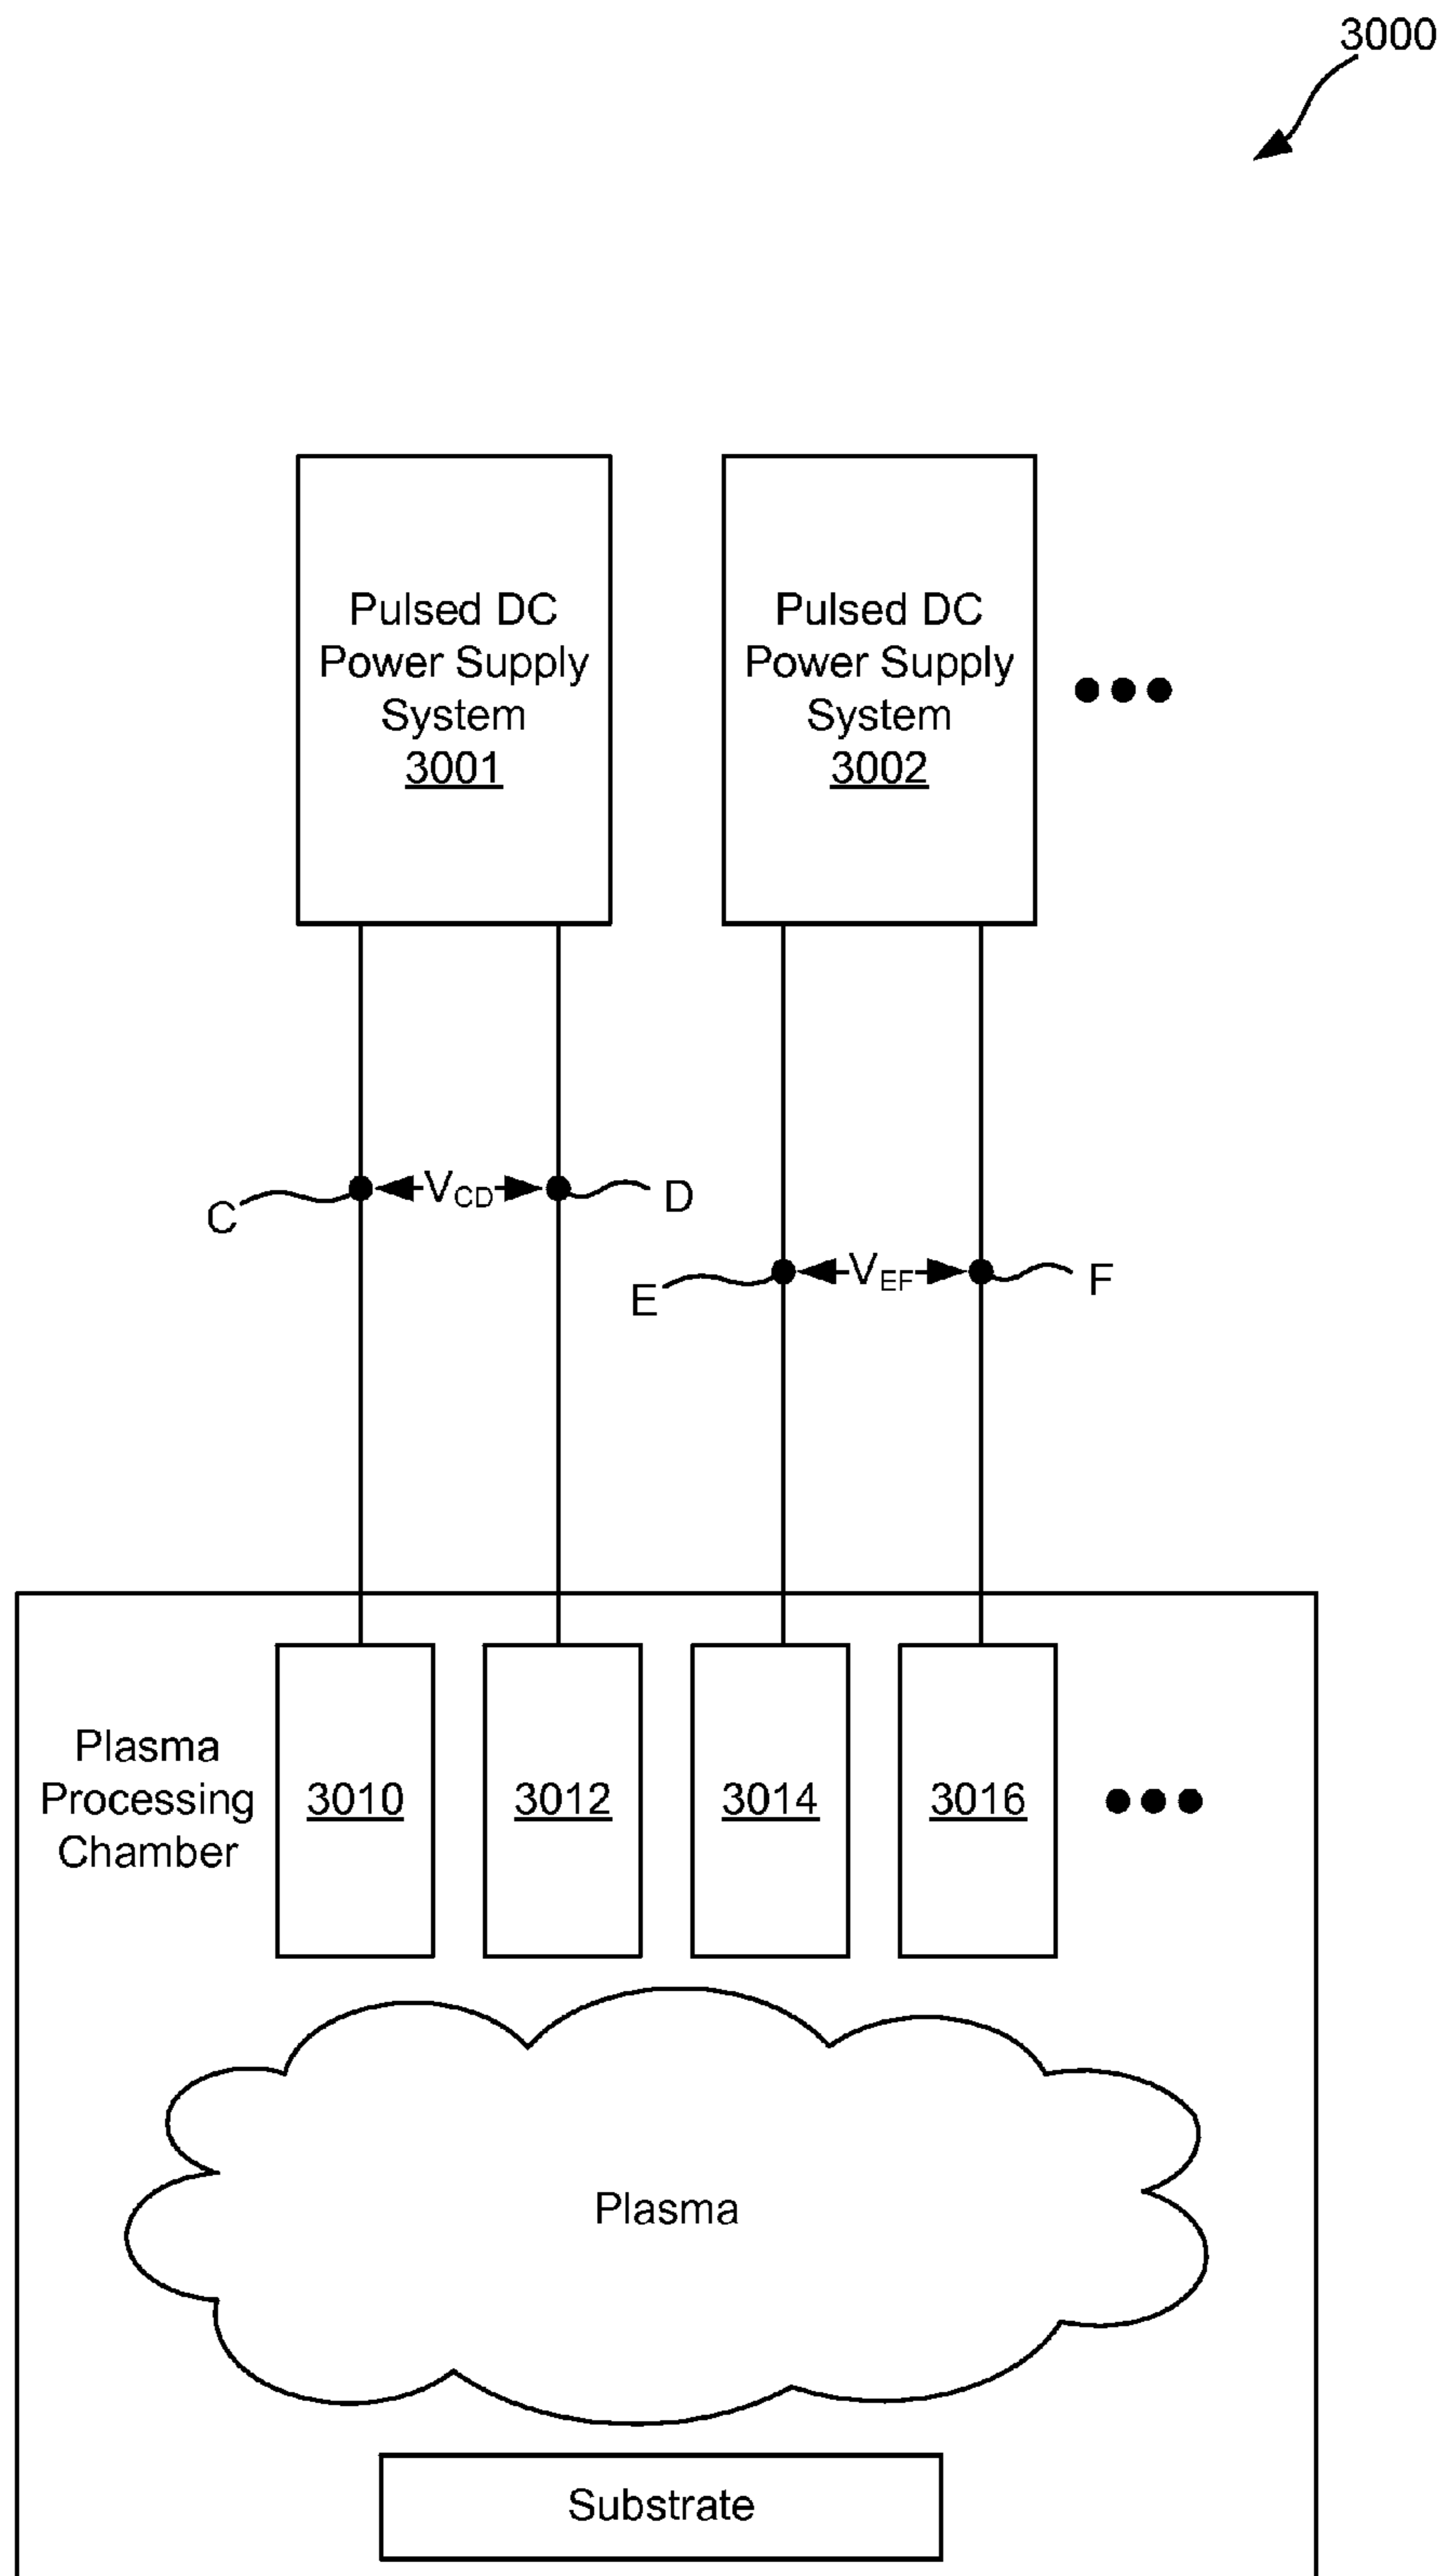 3000
Pulsed DC
Power Supply
System
3001
Pulsed DC
Power Supply
System
3002
C
VCD
D
E
VEF
F
Plasma
Processing
Chamber
3010
3012
3014
3016
Plasma
Substrate